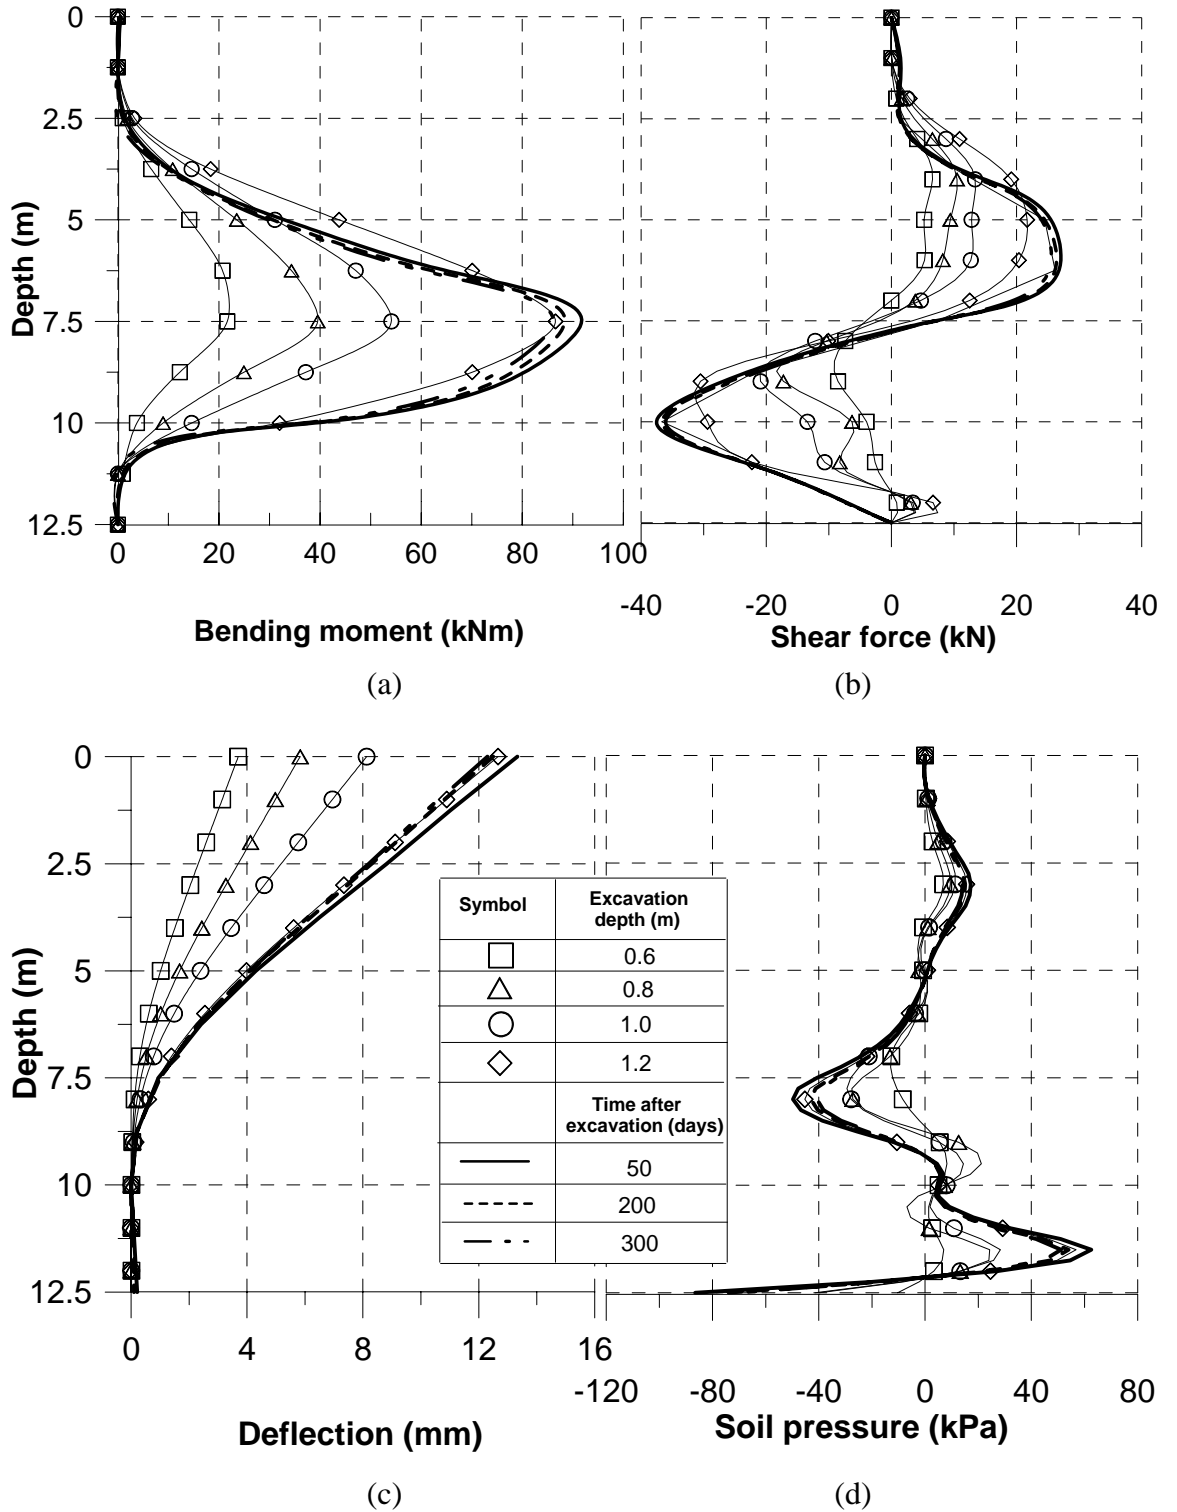 0
2.5
5
7.5
10
12.5
Depth (m)
0 20 40 60 80 100
Bending moment (kNm)
(a)
-40 -20 0 20 40
Shear force (kN)
(b)
0
2.5
5
7.5
10
12.5
Depth (m)
0 4 8 12 16
Deflection (mm)
(c)
Symbol
Excavation
depth (m)
0.6
0.8
1.0
1.2
Time after
excavation (days)
50
200
300
-120 -80 -40 0 40 80
Soil pressure (kPa)
(d)